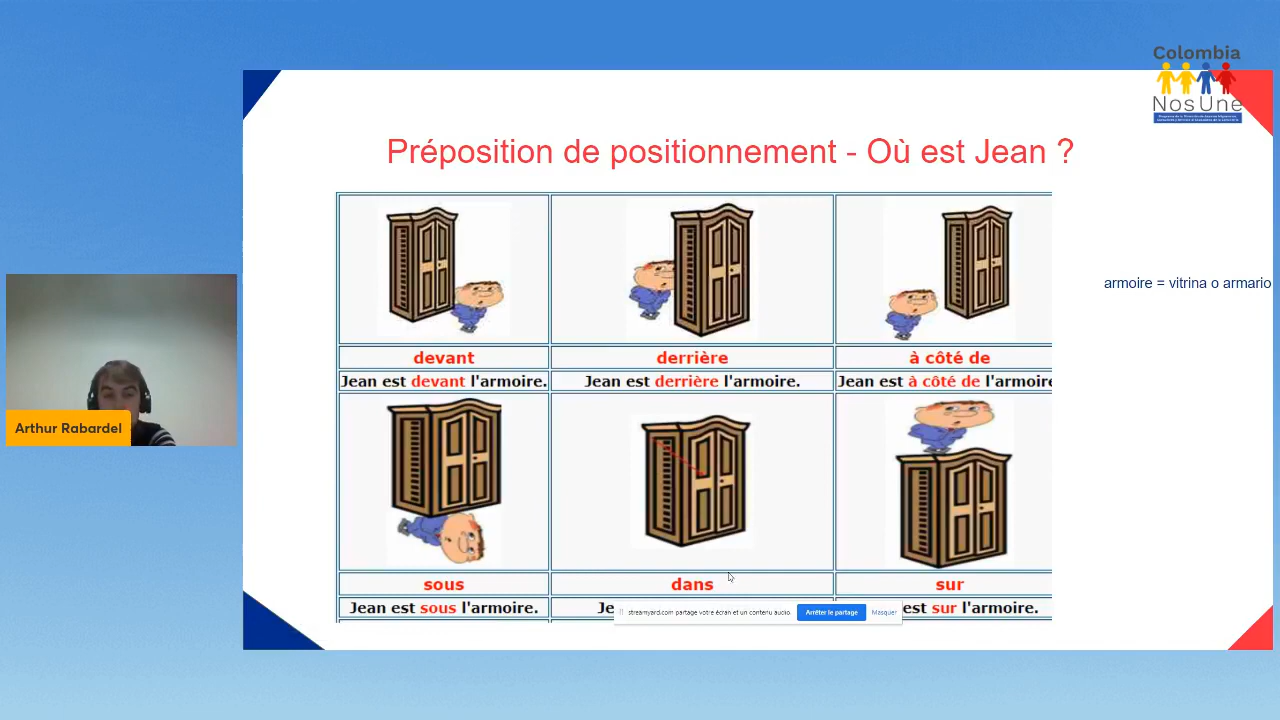 Colombia
NosUne
Préposition de positionnement - Où est Jean ?
armoire = vitrina o armario
devant
derrière
à côté de
Jean est devant l'armoire.
Jean est derrière l'armoire.
Jean est à côté de l'armoire
Arthur Rabardel
sous
dans
sur
Jean est sous l'armoire.
Je
est sur l'armoire.
streamyard.com partage votre écran et un contenu audio.
Arrêter le partage
Masquer